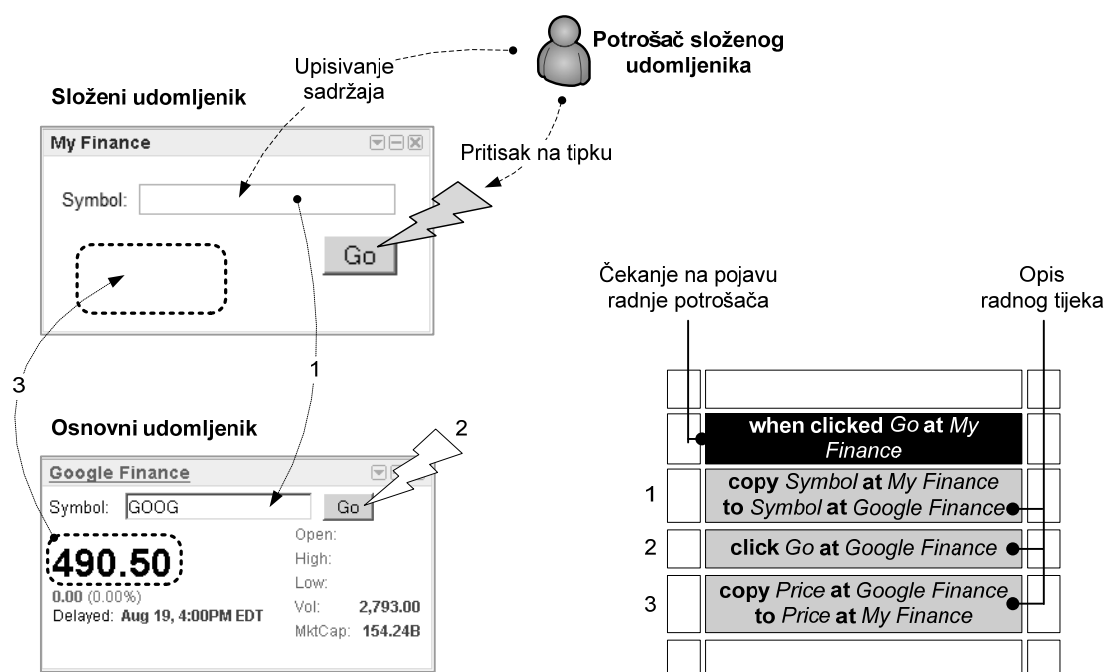 Potrošač složenog
udomljenika
Upisivanje
sadržaja
Složeni udomljenik
My Finance
Pritisak na tipku
Symbol:
Go
3
1
Osnovni udomljenik
2
Google Finance
Symbol: GOOG Go
490.50
0.00 (0.00%)
Delayed: Aug 19, 4:00PM EDT
Open:
High:
Low:
Vol: 2,793.00
MktCap: 154.24B
Čekanje na pojavu
radnje potrošača
Opis
radnog tijeka
when clicked Go at My
Finance
1
copy Symbol at My Finance
to Symbol at Google Finance
2
click Go at Google Finance
3
copy Price at Google Finance
to Price at My Finance